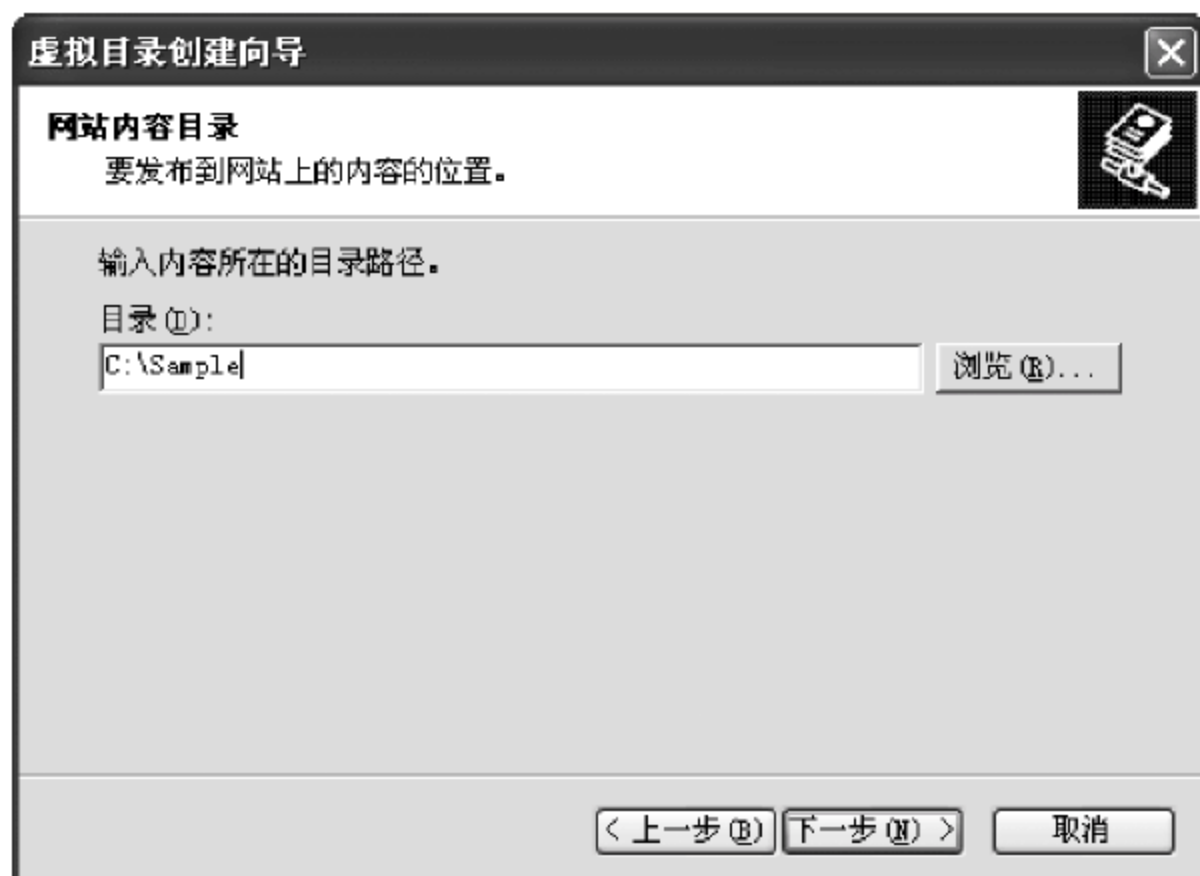 虚拟目录创建向导
网站内容目录
要发布到网站上的内容的位置。
输入内容所在的目录路径。
目录(D):
C:\Sample
浏览(R)...
< 上一步(B) 下一步(N) > 取消